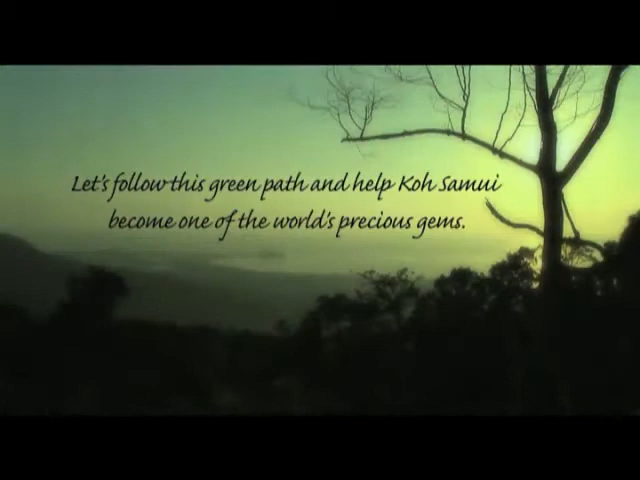 Let's follow this green path and help Koh Samui
become one of the world's precious gems.